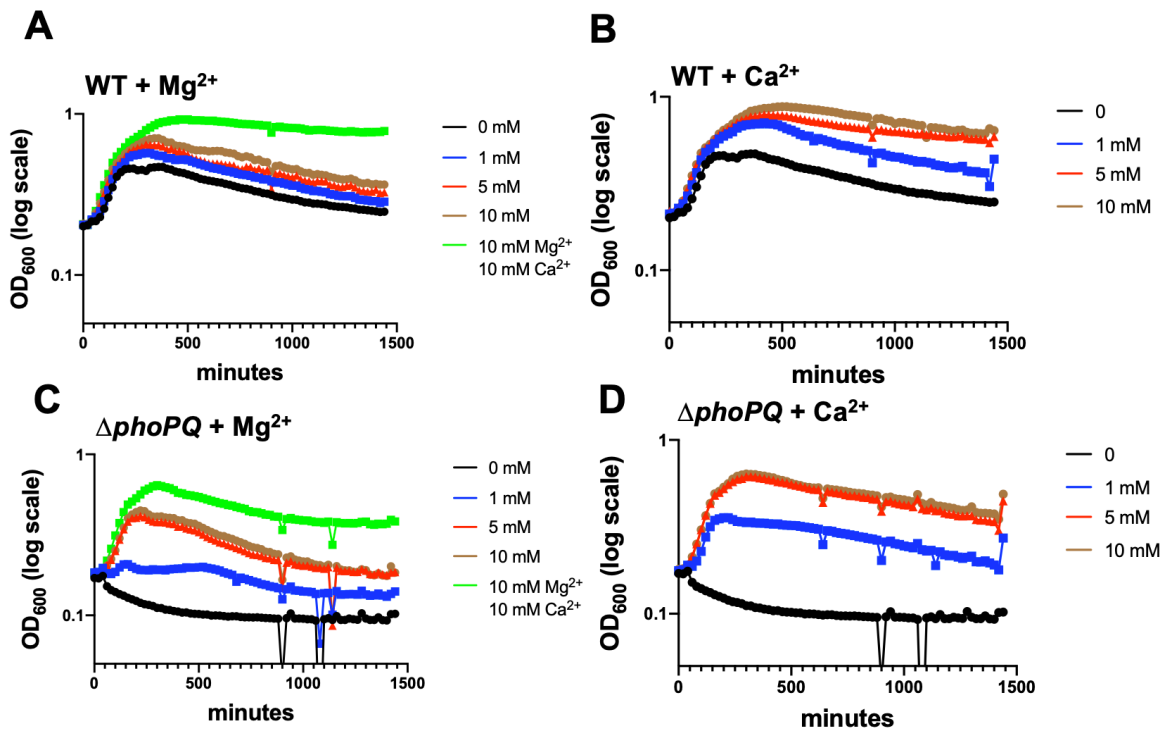 A
WT + Mg²⁺
OD₆₀₀ (log scale)
1
0.1
0
500
1000
1500
minutes
0 mM
1 mM
5 mM
10 mM
10 mM Mg²⁺
10 mM Ca²⁺
B
WT + Ca²⁺
OD₆₀₀ (log scale)
1
0.1
0
500
1000
1500
minutes
0
1 mM
5 mM
10 mM
C
ΔphoPQ + Mg²⁺
OD₆₀₀ (log scale)
1
0.1
0
500
1000
1500
minutes
0 mM
1 mM
5 mM
10 mM
10 mM Mg²⁺
10 mM Ca²⁺
D
ΔphoPQ + Ca²⁺
OD₆₀₀ (log scale)
1
0.1
0
500
1000
1500
minutes
0
1 mM
5 mM
10 mM